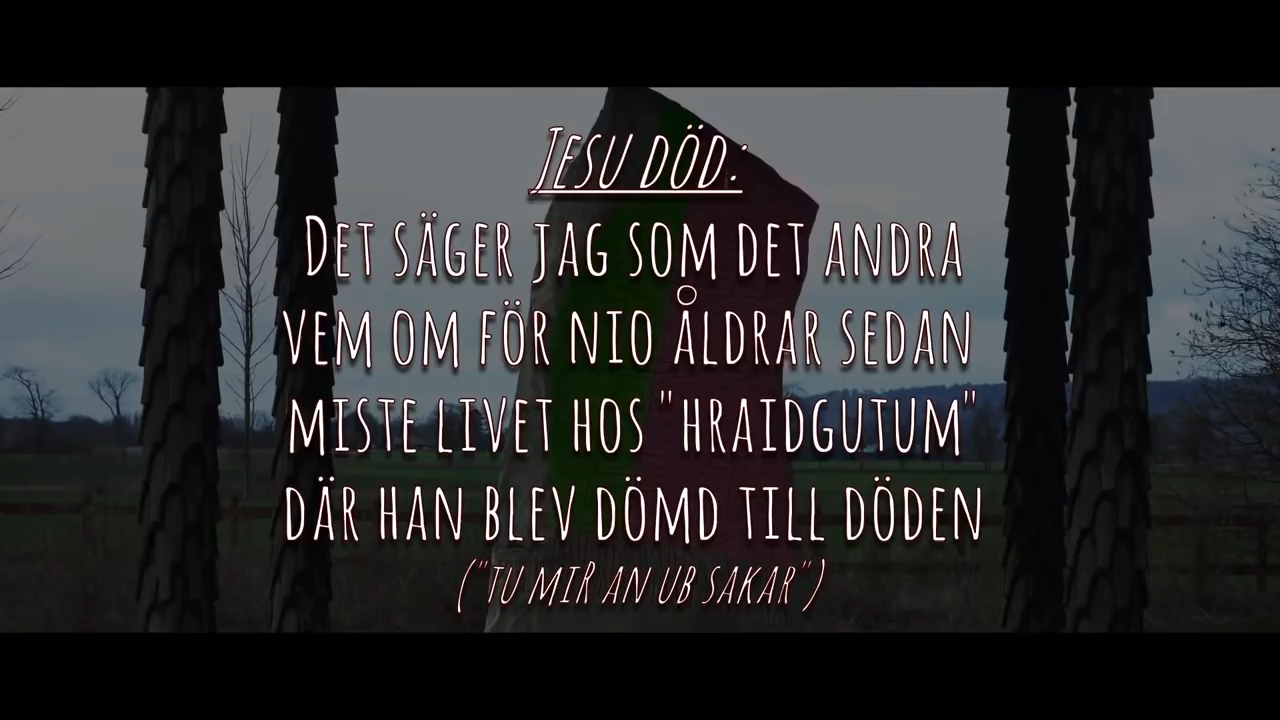 Jesu död:
Det säger jag som det andra
vem om för nio åldrar sedan
miste livet hos "hraidgutum"
där han blev dömd till döden
("tu mir an ub sakar")